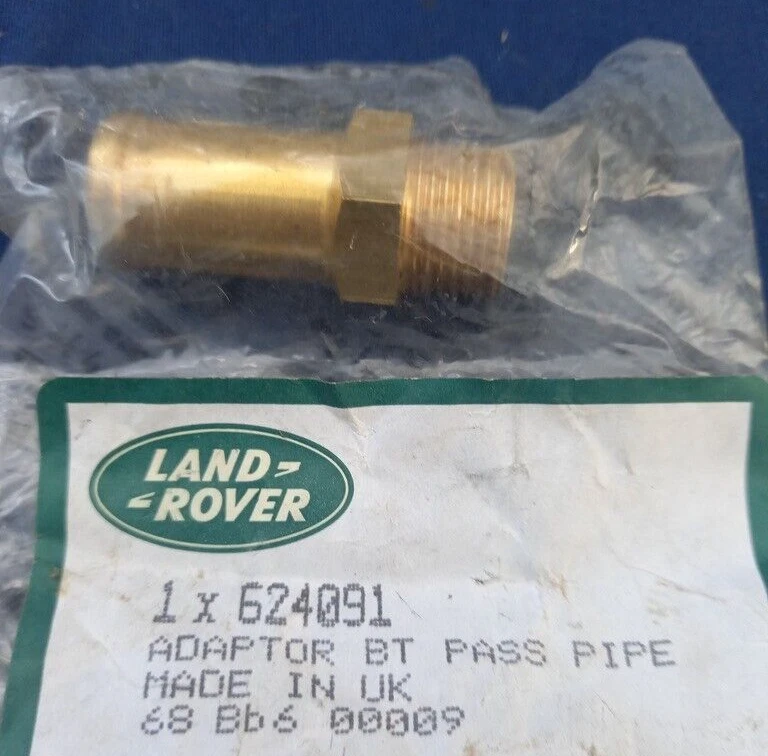 LAND
ROVER
1 x 624091
ADAPTOR BT PASS PIPE
MADE IN UK
68 Bb6 00009